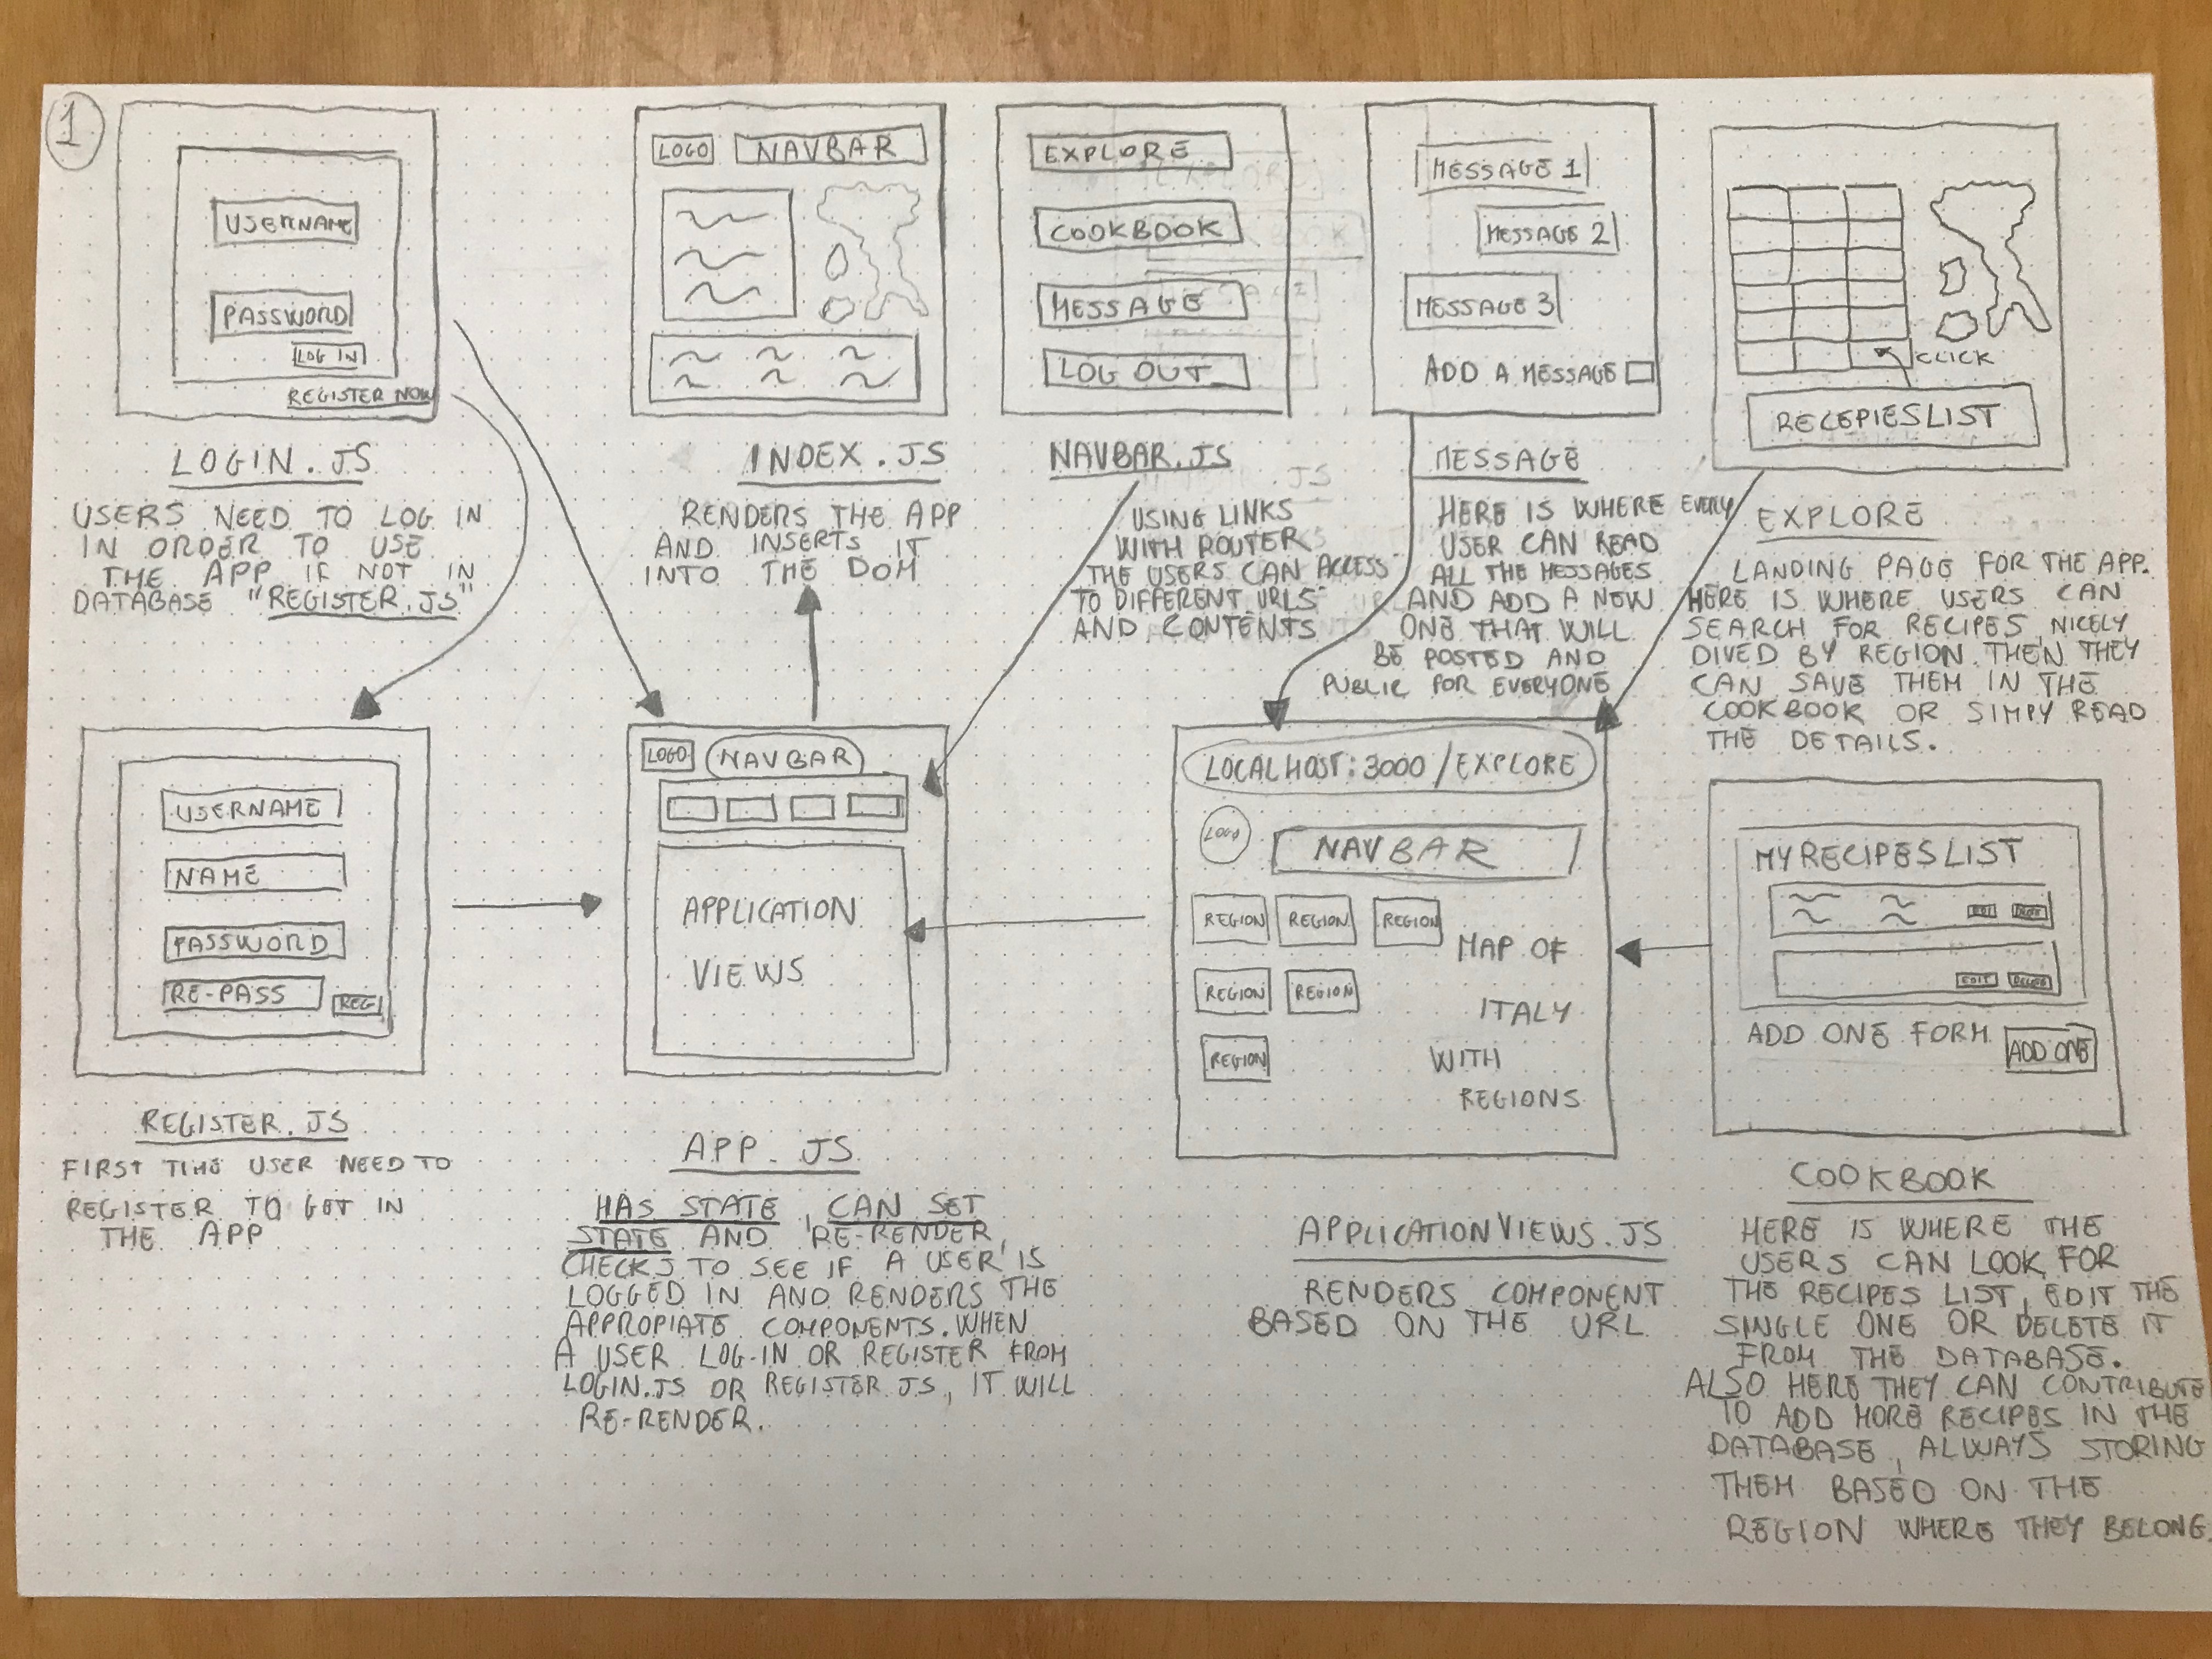 1
USERNAME
PASSWORD
LOG IN
REGISTER NOW
LOGIN.JS
USERS NEED TO LOG IN
IN ORDER TO USE
THE APP IF NOT IN
DATABASE "REGISTER.JS"
LOGO NAVBAR
INDEX.JS
RENDERS THE APP
AND INSERTS IT
INTO THE DOM
EXPLORE
COOKBOOK
MESSAGE
LOG OUT
NAVBAR.JS
USING LINKS
WITH ROUTER
THE USERS CAN ACCESS
TO DIFFERENT URLS
AND CONTENTS
MESSAGE 1
MESSAGE 2
MESSAGE 3
ADD A MESSAGE
MESSAGE
HERE IS WHERE EVERY
USER CAN READ
ALL THE MESSAGES
AND ADD A NEW
ONE THAT WILL
BE POSTED AND
PUBLIC FOR EVERYONE
CLICK
RECEPIES LIST
EXPLORE
LANDING PAGE FOR THE APP.
HERE IS WHERE USERS CAN
SEARCH FOR RECIPES, NICELY
DIVED BY REGION. THEN THEY
CAN SAVE THEM IN THE
COOKBOOK OR SIMPY READ
THE DETAILS.
USERNAME
NAME
PASSWORD
RE-PASS
REG
REGISTER.JS
FIRST TIME USER NEED TO
REGISTER TO GET IN
THE APP
LOGO NAVBAR
APPLICATION
VIEWS
APP.JS
HAS STATE, CAN SET
STATE AND RE-RENDER,
CHECKS TO SEE IF A USER IS
LOGGED IN AND RENDERS THE
APPROPIATE COMPONENTS. WHEN
A USER LOG-IN OR REGISTER FROM
LOGIN.JS OR REGISTER.JS, IT WILL
RE-RENDER.
LOCALHOST:3000/EXPLORE
LOGO
NAVBAR
REGION REGION REGION
MAP OF
REGION REGION
ITALY
REGION
WITH
REGIONS
APPLICATIONVIEWS.JS
RENDERS COMPONENT
BASED ON THE URL
MY RECIPES LIST
EDIT DELETE
ADD ONE FORM
ADD ONE
COOKBOOK
HERE IS WHERE THE
USERS CAN LOOK FOR
THE RECIPES LIST, EDIT THE
SINGLE ONE OR DELETE IT
FROM THE DATABASE.
ALSO HERE THEY CAN CONTRIBUTE
TO ADD MORE RECIPES IN THE
DATABASE, ALWAYS STORING
THEM BASED ON THE
REGION WHERE THEY BELONG.